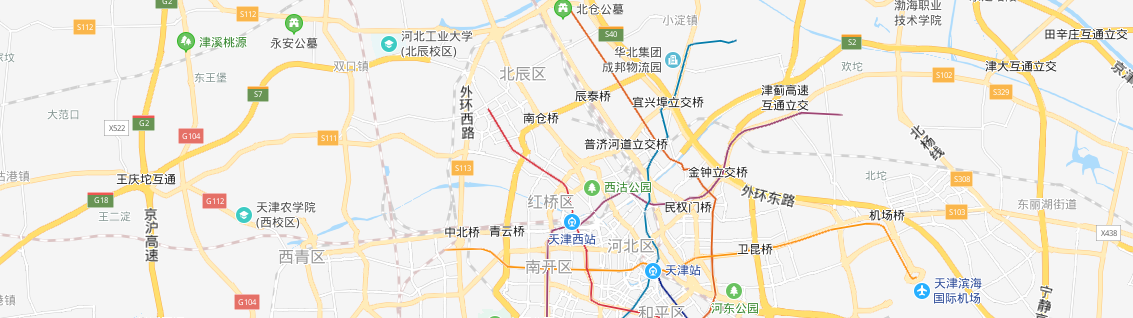 北仓公墓
小淀镇
渤海职业
技术学院
S112
S112
永安公墓
津溪桃源
河北工业大学
(北辰校区)
S40
S2
田辛庄互通立交
华北集团
成邦物流园
欢坨
津大互通立交
京津
双口镇
东王堡
北辰区
S102
S7
外环西路
辰泰桥
宜兴埠立交桥
津蓟高速
互通立交
S329
大范口
X522
G2
G104
S111
南仓桥
普济河道立交桥
北杨线
王庆坨互通
S113
金钟立交桥
北坨
S308
西沽公园
外环东路
G18
G112
王二淀
天津农学院
(西校区)
红桥区
民权门桥
机场桥
S103
东丽湖街道
X438
京沪高速
中北桥
青云桥
天津西站
河北区
卫昆桥
西青区
南开区
天津站
天津滨海
国际机场
G104
河东公园
和平区
宁静